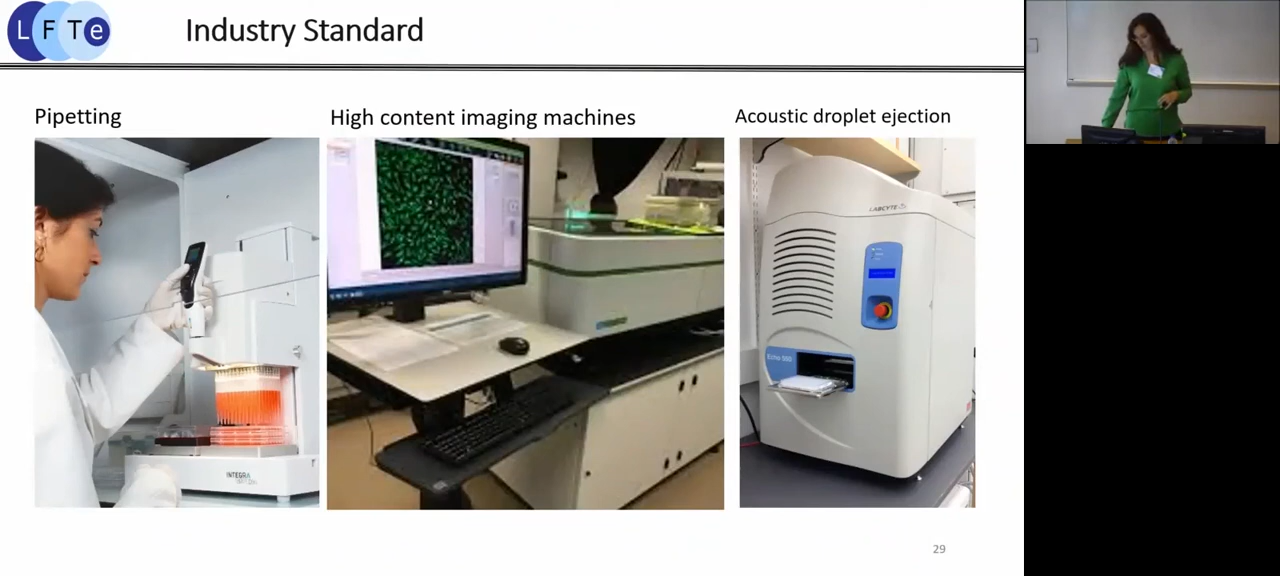 LFTe
Industry Standard
Pipetting
High content imaging machines
Acoustic droplet ejection
LABCYTE
Echo 550
INTEGRA
29